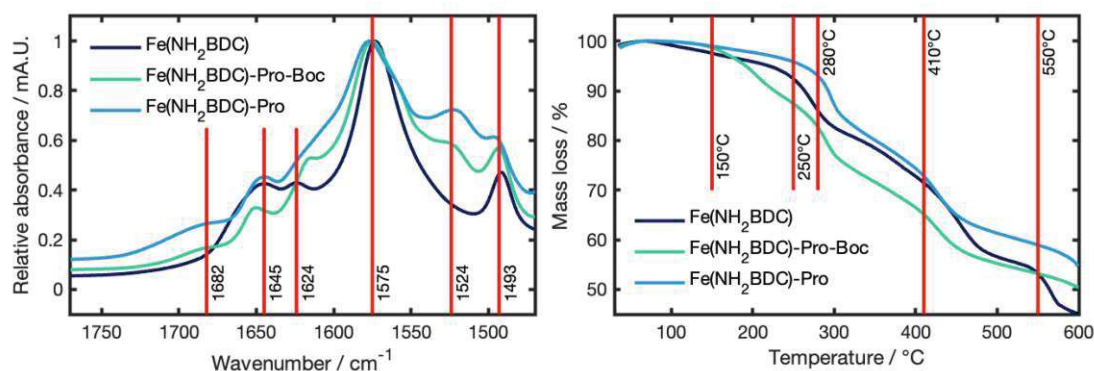 Relative absorbance / mA.U.
1
0.8
0.6
0.4
0.2
0
Fe(NH2BDC)
Fe(NH2BDC)-Pro-Boc
Fe(NH2BDC)-Pro
1682
1645
1624
1575
1524
1493
1750
1700
1650
1600
1550
1500
Wavenumber / cm-1
Mass loss / %
100
90
80
70
60
50
150°C
250°C
280°C
410°C
550°C
Fe(NH2BDC)
Fe(NH2BDC)-Pro-Boc
Fe(NH2BDC)-Pro
100
200
300
400
500
600
Temperature / °C